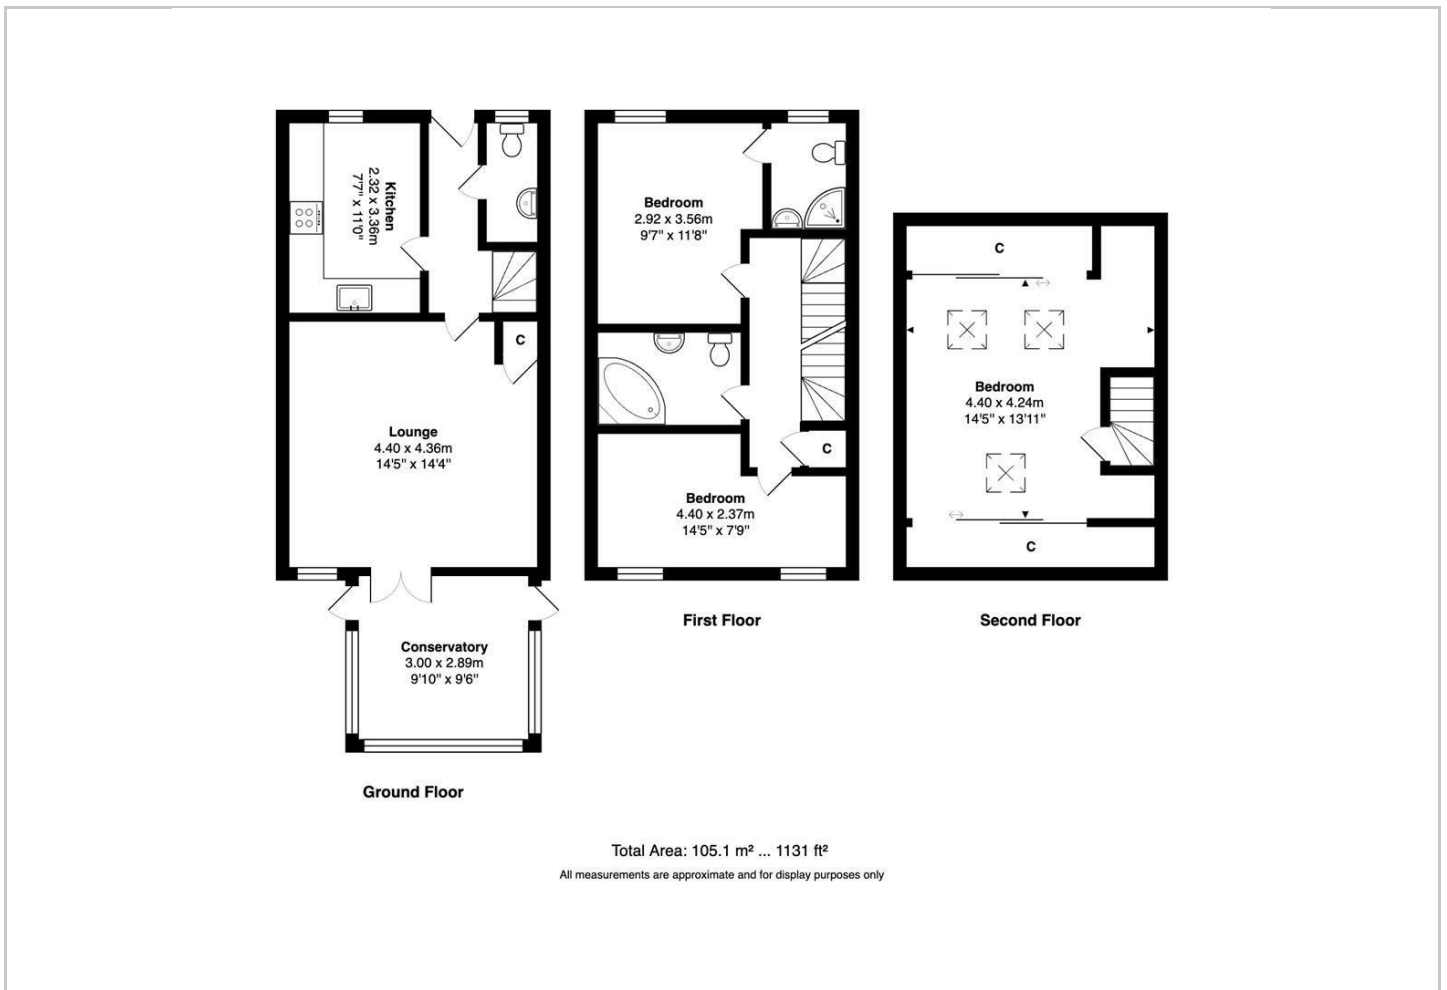 Kitchen
2.32 x 3.36m
7'7" x 11'0"
C
Lounge
4.40 x 4.36m
14'5" x 14'4"
Conservatory
3.00 x 2.89m
9'10" x 9'6"
Ground Floor
Bedroom
2.92 x 3.56m
9'7" x 11'8"
C
Bedroom
4.40 x 2.37m
14'5" x 7'9"
First Floor
C
Bedroom
4.40 x 4.24m
14'5" x 13'11"
C
Second Floor
Total Area: 105.1 m² ... 1131 ft²
All measurements are approximate and for display purposes only